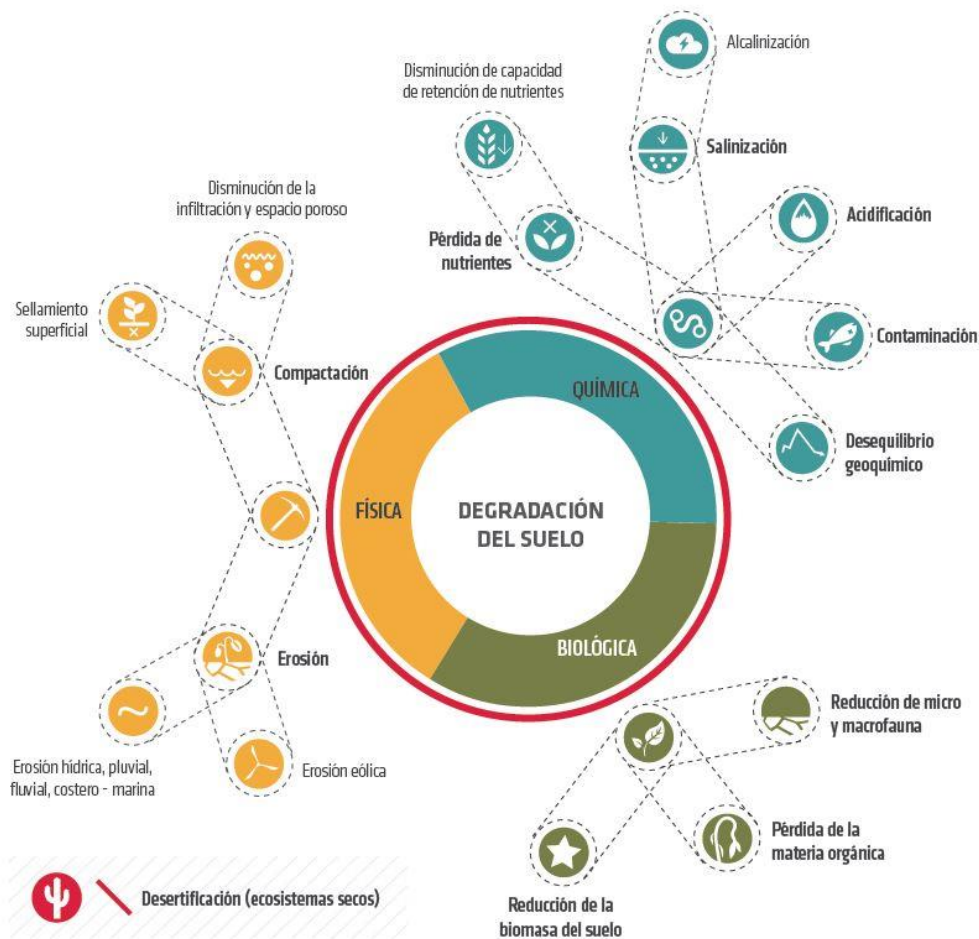 Alcalinización
Disminución de capacidad
de retención de nutrientes
Salinización
Disminución de la
infiltración y espacio poroso
Acidificación
Pérdida de
nutrientes
Sellamiento
superficial
Contaminación
Compactación
QUÍMICA
Desequilibrio
geoquímico
FÍSICA
DEGRADACIÓN
DEL SUELO
BIOLÓGICA
Erosión
Reducción de micro
y macrofauna
Erosión hídrica, pluvial,
fluvial, costero - marina
Erosión eólica
Pérdida de la
materia orgánica
Desertificación (ecosistemas secos)
Reducción de la
biomasa del suelo